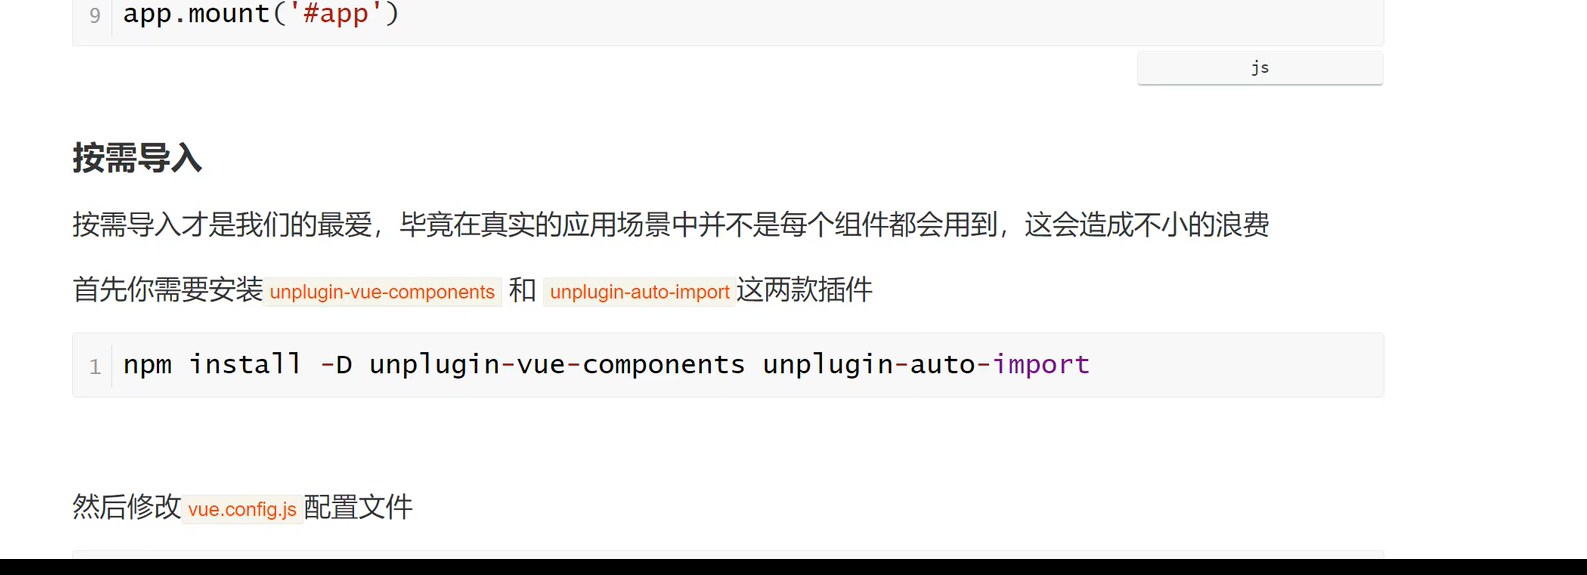 9 app.mount('#app')
js
按需导入
按需导入才是我们的最爱，毕竟在真实的应用场景中并不是每个组件都会用到，这会造成不小的浪费
首先你需要安装 unplugin-vue-components 和 unplugin-auto-import 这两款插件
1 npm install -D unplugin-vue-components unplugin-auto-import
然后修改 vue.config.js 配置文件